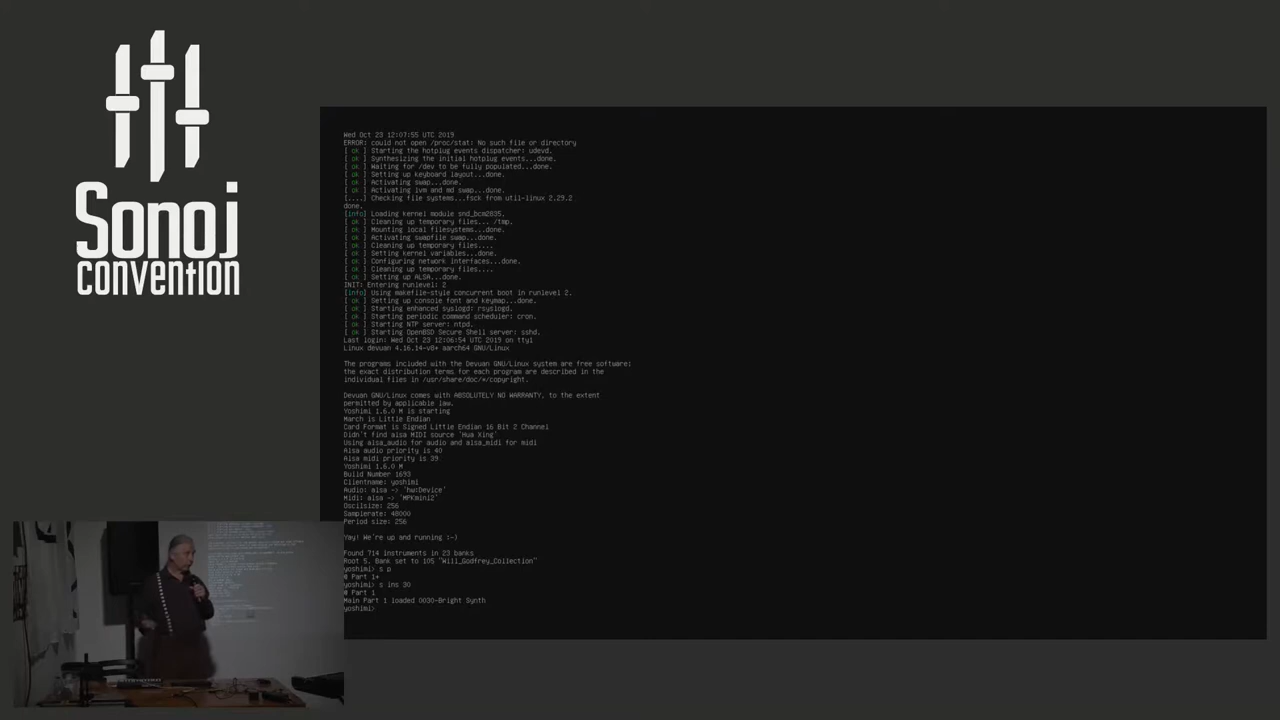 Sonoj
convention
Wed Oct 23 12:07:55 UTC 2019
ERROR: could not open /proc/stat: No such file or directory
[ ok ] Starting the hotplug events dispatcher: udevd.
[ ok ] Synthesizing the initial hotplug events...done.
[ ok ] Waiting for /dev to be fully populated...done.
[ ok ] Setting up keyboard layout...done.
[ ok ] Activating swap...done.
[ ok ] Activating lvm and md swap...done.
[....] Checking file systems...fsck from util-linux 2.29.2
done.
[info] Loading kernel module snd_bcm2835.
[ ok ] Cleaning up temporary files... /tmp.
[ ok ] Mounting local filesystems...done.
[ ok ] Activating swapfile swap...done.
[ ok ] Cleaning up temporary files....
[ ok ] Setting kernel variables...done.
[ ok ] Configuring network interfaces...done.
[ ok ] Cleaning up temporary files....
[ ok ] Setting up ALSA...done.
INIT: Entering runlevel: 2
[info] Using makefile-style concurrent boot in runlevel 2.
[ ok ] Setting up console font and keymap...done.
[ ok ] Starting enhanced syslogd: rsyslogd.
[ ok ] Starting periodic command scheduler: cron.
[ ok ] Starting NTP server: ntpd.
[ ok ] Starting OpenBSD Secure Shell server: sshd.
Last login: Wed Oct 23 12:06:54 UTC 2019 on tty1
Linux devuan 4.16.14-v8+ aarch64 GNU/Linux
The programs included with the Devuan GNU/Linux system are free software;
the exact distribution terms for each program are described in the
individual files in /usr/share/doc/*/copyright.
Devuan GNU/Linux comes with ABSOLUTELY NO WARRANTY, to the extent
permitted by applicable law.
Yoshimi 1.6.0 M is starting
March is Little Endian
Card Format is Signed Little Endian 16 Bit 2 Channel
Didn't find alsa MIDI source 'Hua Xing'
Using alsa_audio for audio and alsa_midi for midi
Alsa audio priority is 40
Alsa midi priority is 39
Yoshimi 1.6.0 M
Build Number 1693
Clientname: yoshimi
Audio: alsa -> 'hw:Device'
Midi: alsa -> 'MPKmini2'
Oscilsize: 256
Samplerate: 48000
Period size: 256
Yay! We're up and running :-)
Found 714 instruments in 23 banks
Root 5. Bank set to 105 "Will_Godfrey_Collection"
yoshimi> s p
@ Part 1+
yoshimi> s ins 30
@ Part 1
Main Part 1 loaded 0030-Bright Synth
yoshimi>